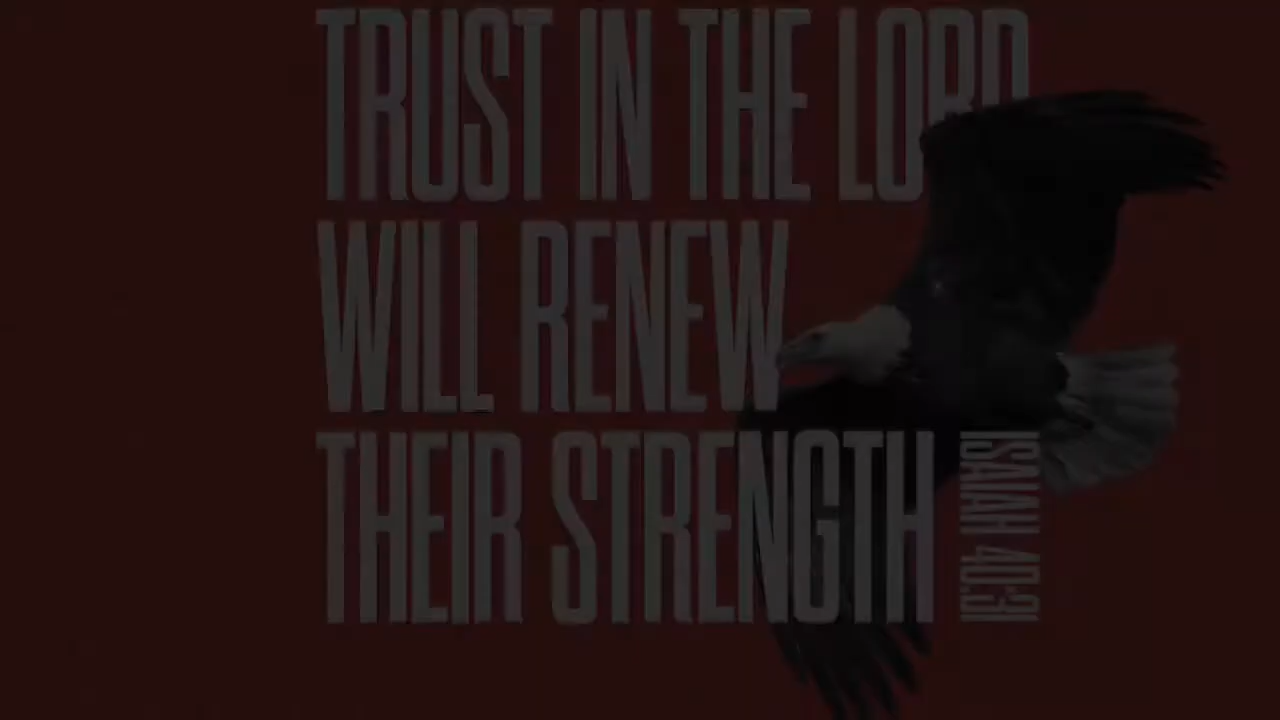 TRUST IN THE LORD
WILL RENEW
THEIR STRENGTH
ISAIAH 40:31